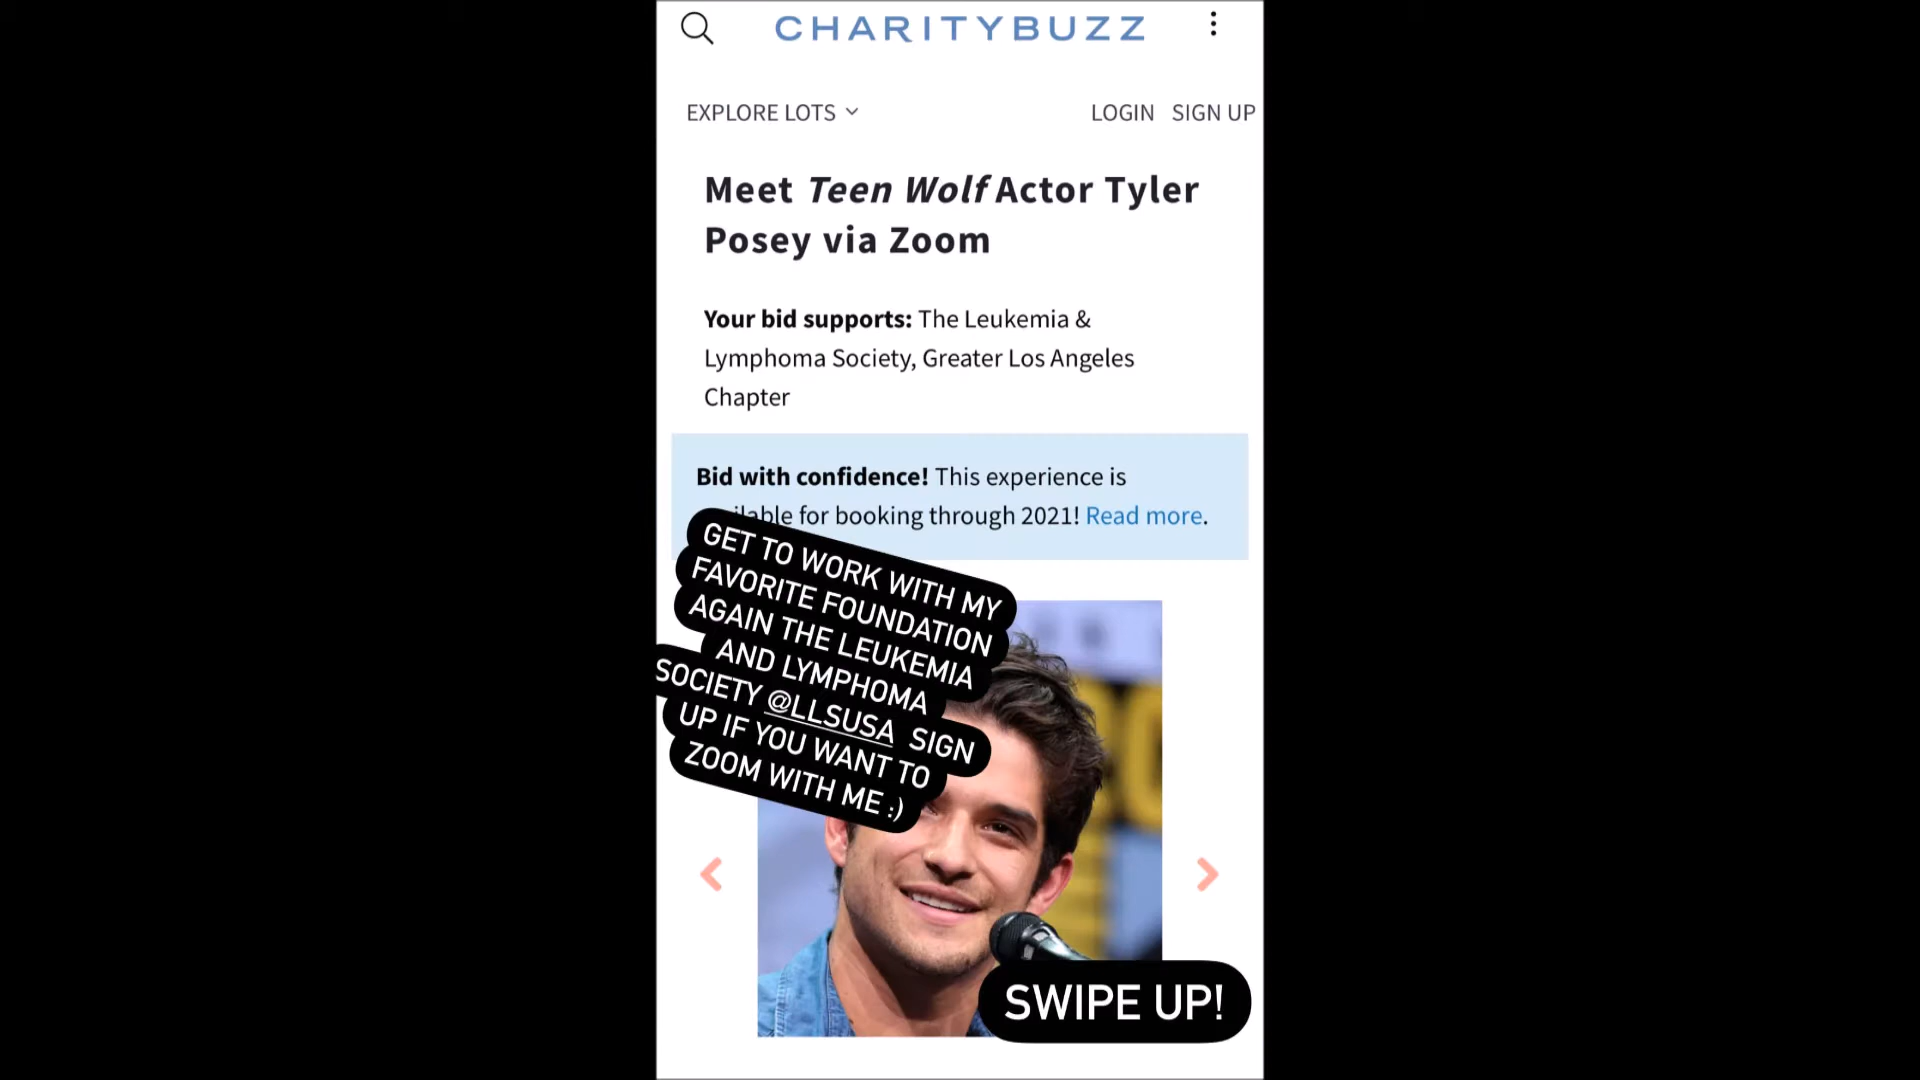 CHARITYBUZZ
EXPLORE LOTS
LOGIN SIGN UP
Meet Teen Wolf Actor Tyler
Posey via Zoom
Your bid supports: The Leukemia &
Lymphoma Society, Greater Los Angeles
Chapter
Bid with confidence! This experience is
for booking through 2021! Read more.
GET TO WORK WITH MY
FAVORITE FOUNDATION
AGAIN THE LEUKEMIA
AND LYMPHOMA
SOCIETY @LLSUSA SIGN
UP IF YOU WANT TO
ZOOM WITH ME :)
SWIPE UP!